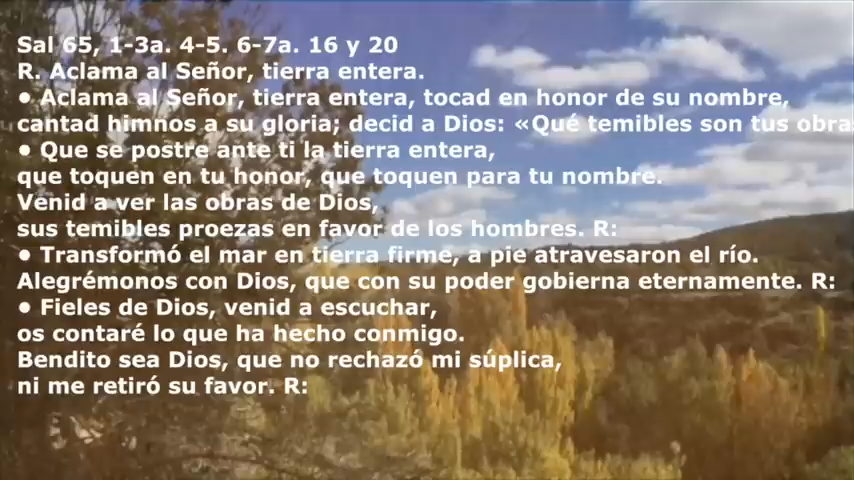 Sal 65, 1-3a. 4-5. 6-7a. 16 y 20
R. Aclama al Señor, tierra entera.
● Aclama al Señor, tierra entera, tocad en honor de su nombre,
cantad himnos a su gloria; decid a Dios: «Qué temibles son tus obra
● Que se postre ante ti la tierra entera,
que toquen en tu honor, que toquen para tu nombre.
Venid a ver las obras de Dios,
sus temibles proezas en favor de los hombres. R:
● Transformó el mar en tierra firme, a pie atravesaron el río.
Alegrémonos con Dios, que con su poder gobierna eternamente. R:
● Fieles de Dios, venid a escuchar,
os contaré lo que ha hecho conmigo.
Bendito sea Dios, que no rechazó mi súplica,
ni me retiró su favor. R: